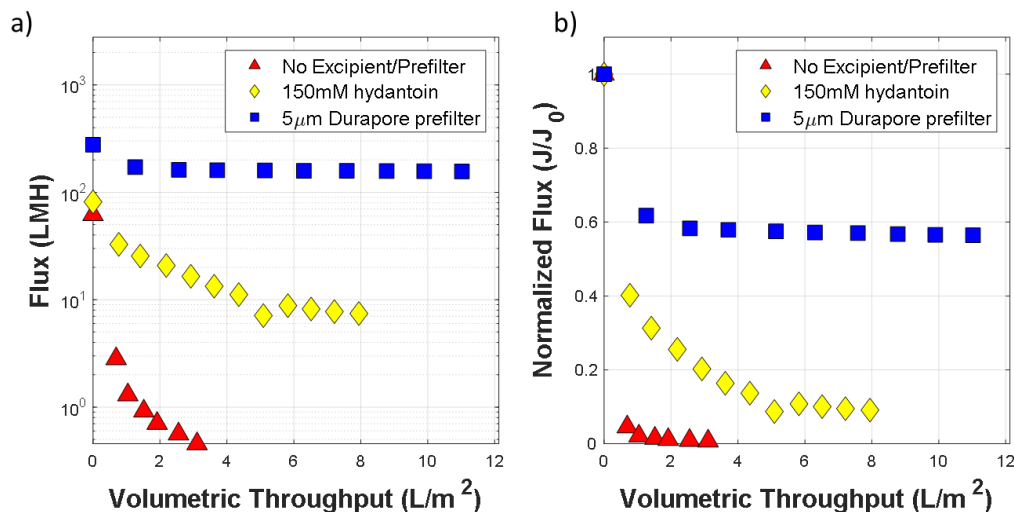 a)
Flux (LMH)
10³
10²
10¹
10⁰
No Excipient/Prefilter
150mM hydantoin
5μm Durapore prefilter
0 2 4 6 8 10 12
Volumetric Throughput (L/m²)
b)
Normalized Flux (J/J₀)
1
0.8
0.6
0.4
0.2
0
No Excipient/Prefilter
150mM hydantoin
5μm Durapore prefilter
0 2 4 6 8 10 12
Volumetric Throughput (L/m²)